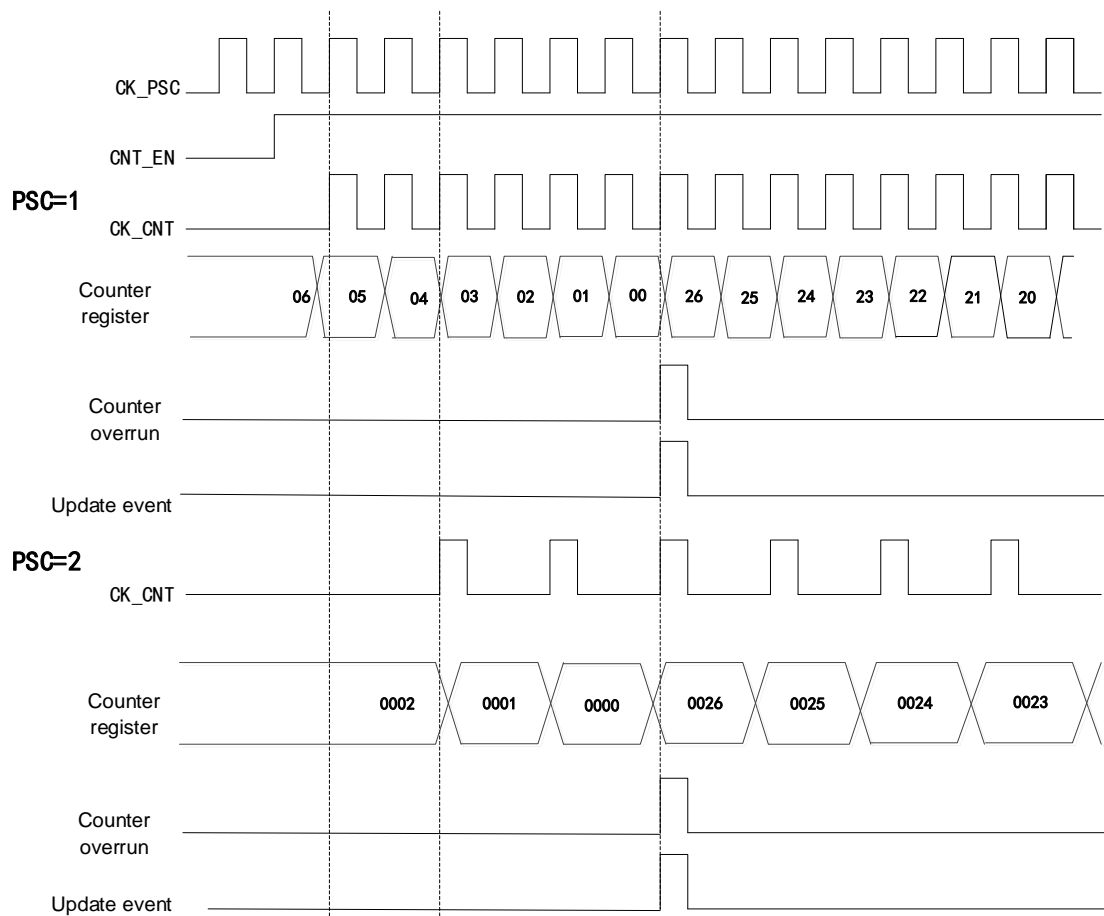 CK_PSC
CNT_EN
PSC=1
CK_CNT
Counter
register
06 05 04 03 02 01 00 26 25 24 23 22 21 20
Counter
overrun
Update event
PSC=2
CK_CNT
Counter
register
0002 0001 0000 0026 0025 0024 0023
Counter
overrun
Update event